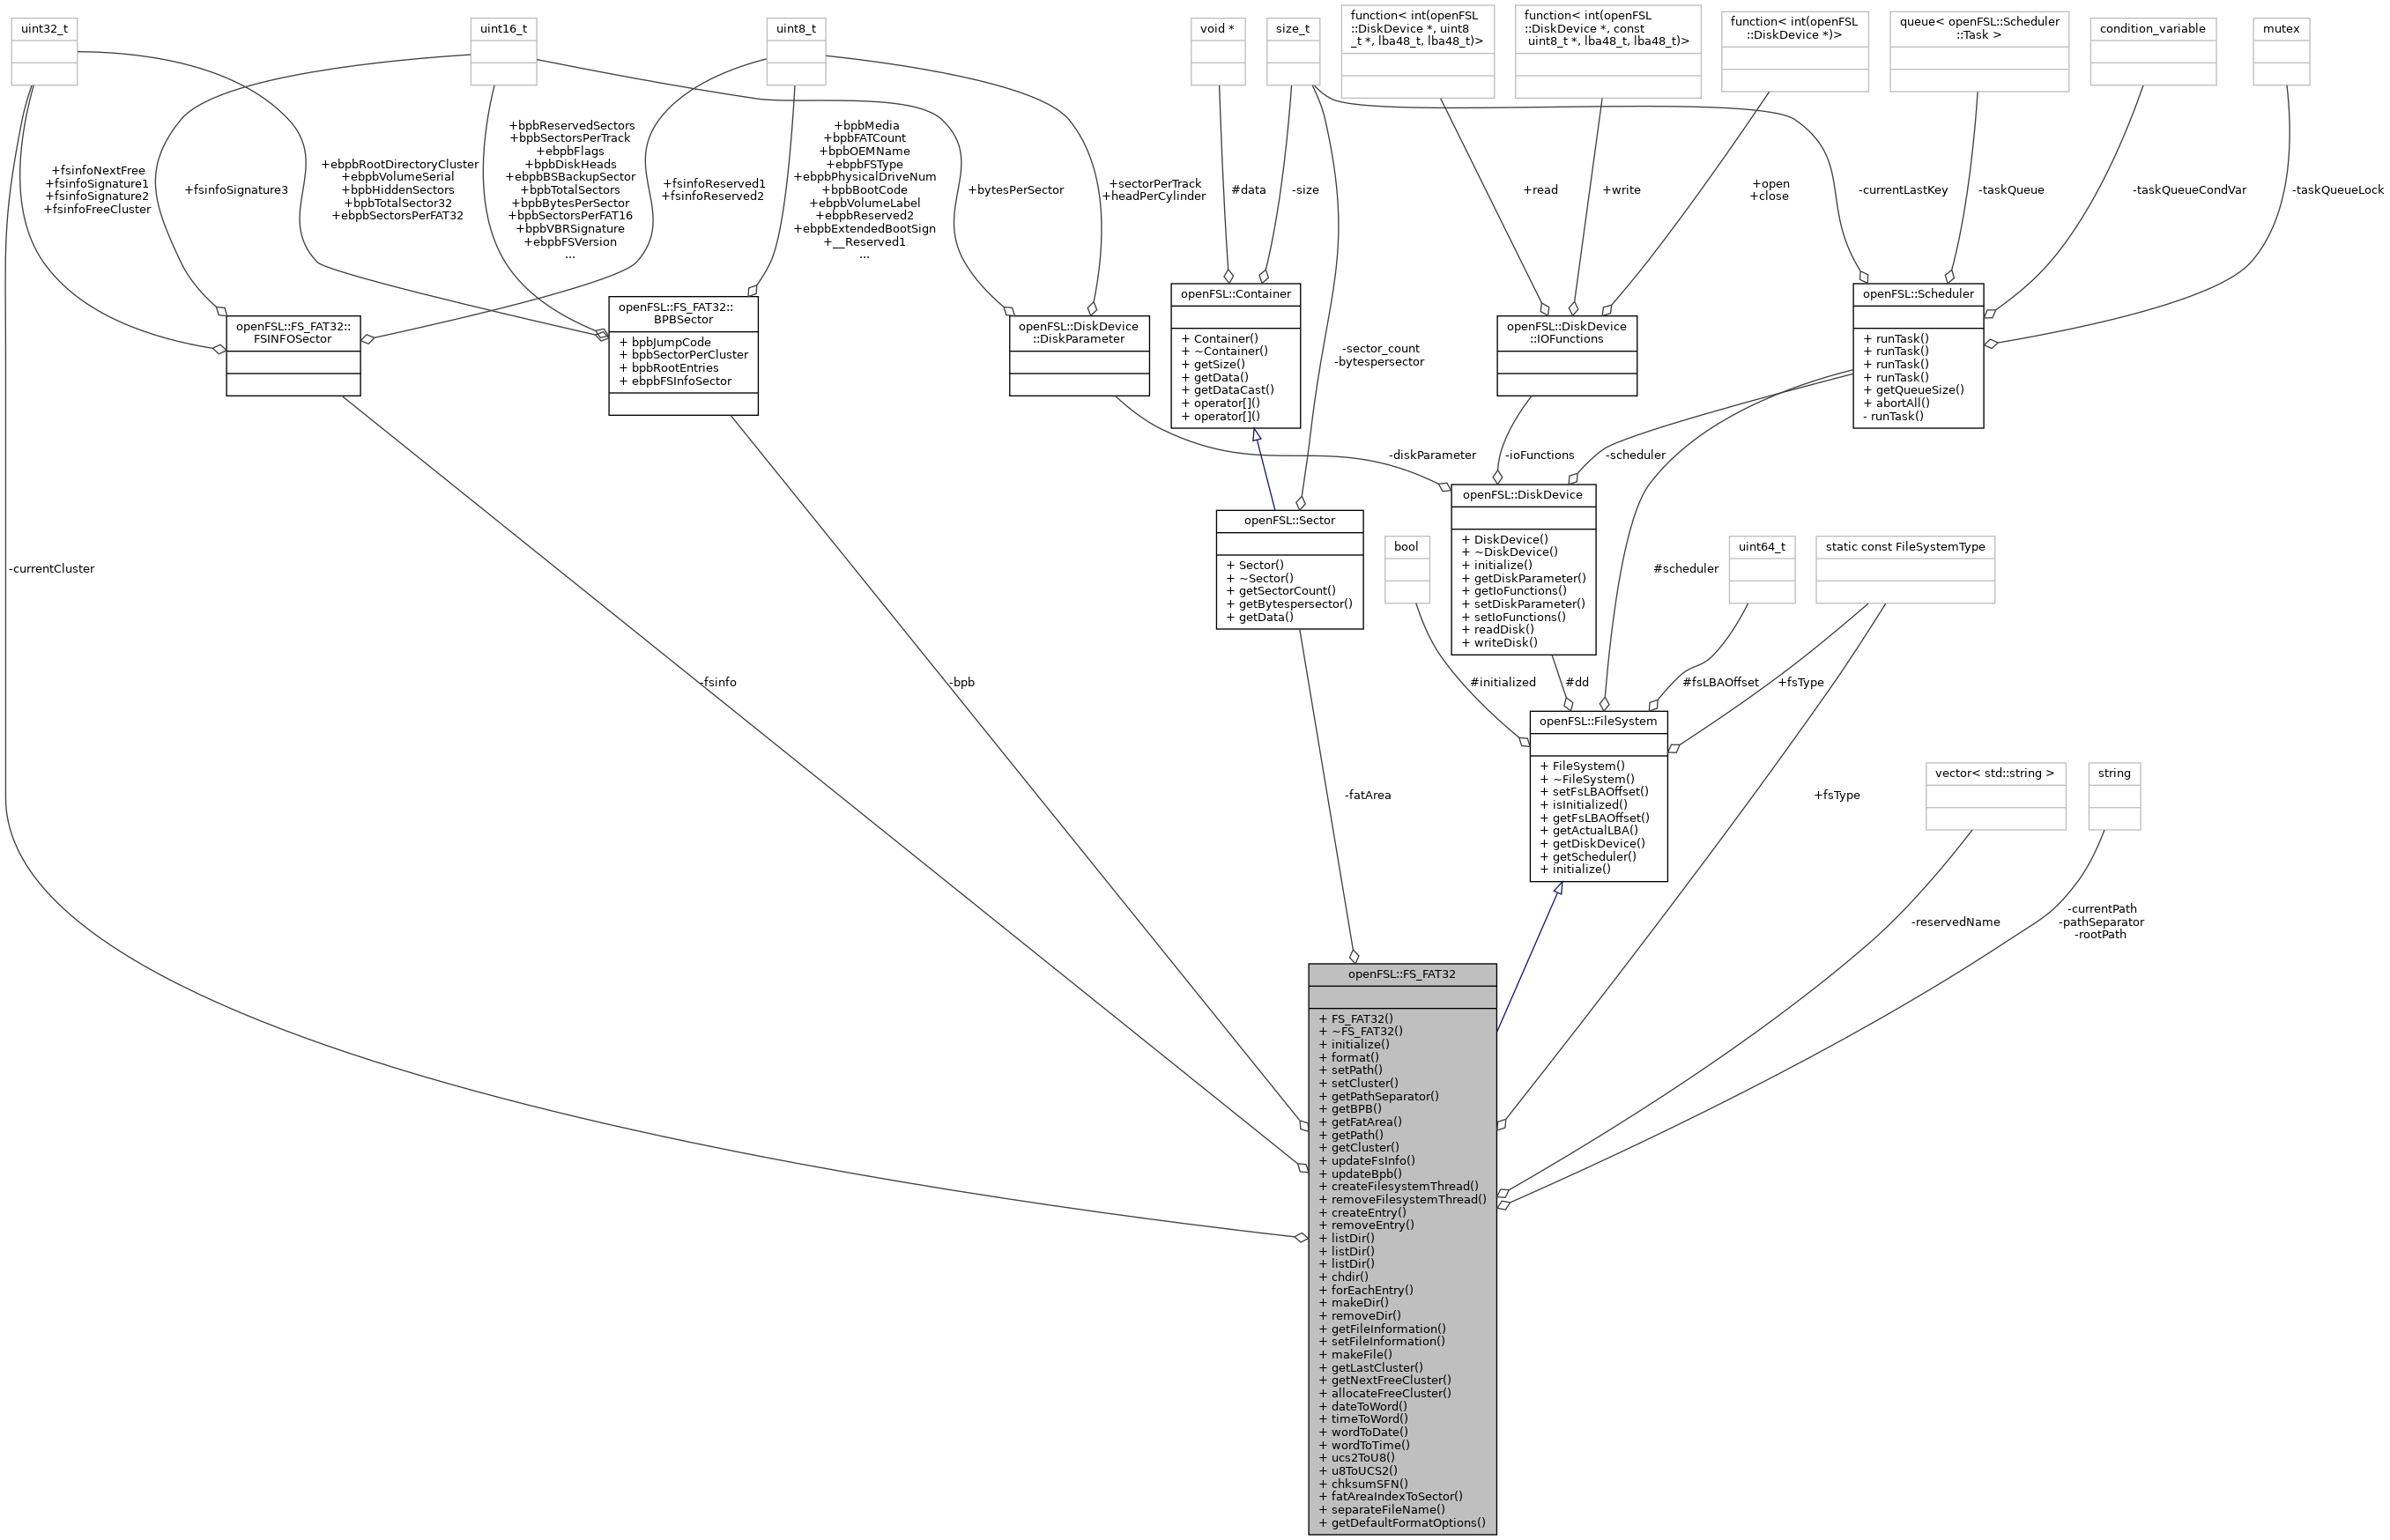 uint32_t
uint16_t
uint8_t
void *
size_t
function< int(openFSL
::DiskDevice *, uint8
_t *, lba48_t, lba48_t)>
function< int(openFSL
::DiskDevice *, const
uint8_t *, lba48_t, lba48_t)>
function< int(openFSL
::DiskDevice *)>
queue< openFSL::Scheduler
::Task >
condition_variable
mutex
+fsinfoNextFree
+fsinfoSignature1
+fsinfoSignature2
+fsinfoFreeCluster
+fsinfoSignature3
+ebpbRootDirectoryCluster
+ebpbVolumeSerial
+bpbHiddenSectors
+bpbTotalSector32
+ebpbSectorsPerFAT32
+bpbReservedSectors
+bpbSectorsPerTrack
+ebpbFlags
+bpbDiskHeads
+ebpbBSBackupSector
+bpbTotalSectors
+bpbBytesPerSector
+bpbSectorsPerFAT16
+bpbVBRSignature
+ebpbFSVersion
...
+fsinfoReserved1
+fsinfoReserved2
+bpbMedia
+bpbFATCount
+bpbOEMName
+ebpbFSType
+ebpbPhysicalDriveNum
+bpbBootCode
+ebpbVolumeLabel
+ebpbReserved2
+ebpbExtendedBootSign
+__Reserved1
...
+bytesPerSector
+sectorPerTrack
+headPerCylinder
#data
-size
+read
+write
+open
+close
-currentLastKey
-taskQueue
-taskQueueCondVar
-taskQueueLock
openFSL::FS_FAT32::
FSINFOSector
openFSL::FS_FAT32::
BPBSector
+ bpbJumpCode
+ bpbSectorPerCluster
+ bpbRootEntries
+ ebpbFSInfoSector
openFSL::DiskDevice
::DiskParameter
openFSL::Container
+ Container()
+ ~Container()
+ getSize()
+ getData()
+ getDataCast()
+ operator[]()
+ operator[]()
-sector_count
-bytespersector
openFSL::DiskDevice
::IOFunctions
openFSL::Scheduler
+ runTask()
+ runTask()
+ runTask()
+ runTask()
+ getQueueSize()
+ abortAll()
- runTask()
-diskParameter
-ioFunctions
-scheduler
-currentCluster
openFSL::Sector
+ Sector()
+ ~Sector()
+ getSectorCount()
+ getBytespersector()
+ getData()
bool
openFSL::DiskDevice
+ DiskDevice()
+ ~DiskDevice()
+ initialize()
+ getDiskParameter()
+ getIoFunctions()
+ setDiskParameter()
+ setIoFunctions()
+ readDisk()
+ writeDisk()
#scheduler
uint64_t
static const FileSystemType
-fsinfo
-bpb
#initialized
#dd
#fsLBAOffset
+fsType
-fatArea
openFSL::FileSystem
+ FileSystem()
+ ~FileSystem()
+ setFsLBAOffset()
+ isInitialized()
+ getFsLBAOffset()
+ getActualLBA()
+ getDiskDevice()
+ getScheduler()
+ initialize()
+fsType
vector< std::string >
string
-reservedName
-currentPath
-pathSeparator
-rootPath
openFSL::FS_FAT32
+ FS_FAT32()
+ ~FS_FAT32()
+ initialize()
+ format()
+ setPath()
+ setCluster()
+ getPathSeparator()
+ getBPB()
+ getFatArea()
+ getPath()
+ getCluster()
+ updateFsInfo()
+ updateBpb()
+ createFilesystemThread()
+ removeFilesystemThread()
+ createEntry()
+ removeEntry()
+ listDir()
+ listDir()
+ listDir()
+ chdir()
+ forEachEntry()
+ makeDir()
+ removeDir()
+ getFileInformation()
+ setFileInformation()
+ makeFile()
+ getLastCluster()
+ getNextFreeCluster()
+ allocateFreeCluster()
+ dateToWord()
+ timeToWord()
+ wordToDate()
+ wordToTime()
+ ucs2ToU8()
+ u8ToUCS2()
+ chksumSFN()
+ fatAreaIndexToSector()
+ separateFileName()
+ getDefaultFormatOptions()